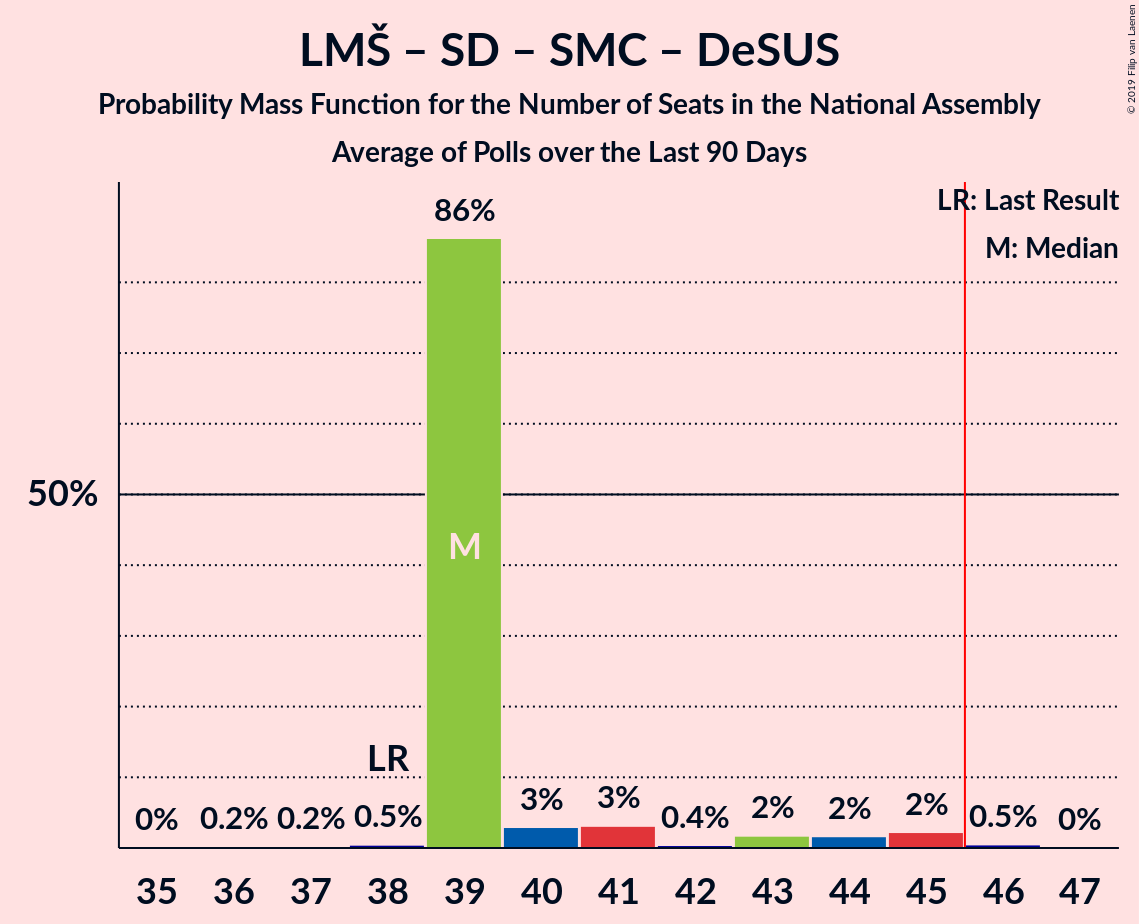 LMŠ – SD – SMC – DeSUS
Probability Mass Function for the Number of Seats in the National Assembly
Average of Polls over the Last 90 Days
© 2019 Filip van Laenen
LR: Last Result
M: Median
86%
50%
M
LR
0% 0.2% 0.2% 0.5% 3% 3% 0.4% 2% 2% 2% 0.5% 0%
35 36 37 38 39 40 41 42 43 44 45 46 47